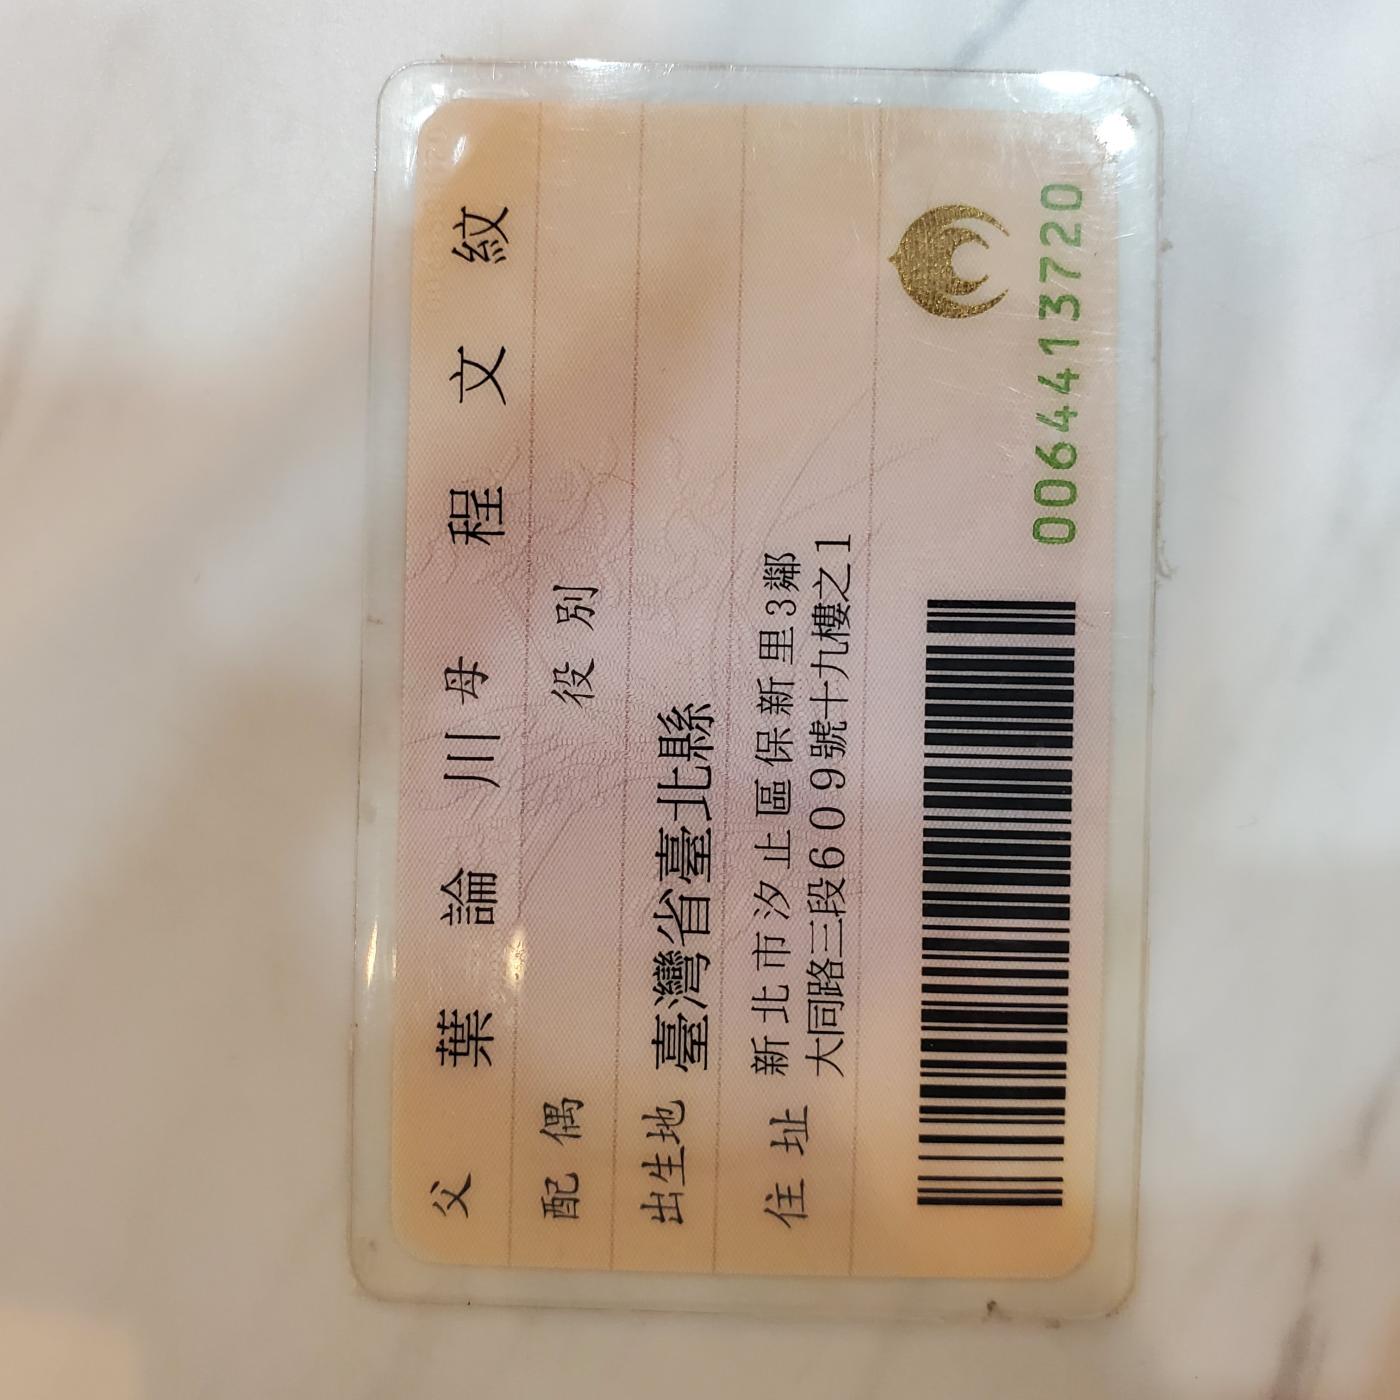 父 葉論川 母 程文紋
配偶 役別
出生地 臺灣省臺北縣
住址 新北市汐止區保新里3鄰
大同路三段609號十九樓之1
0064413720